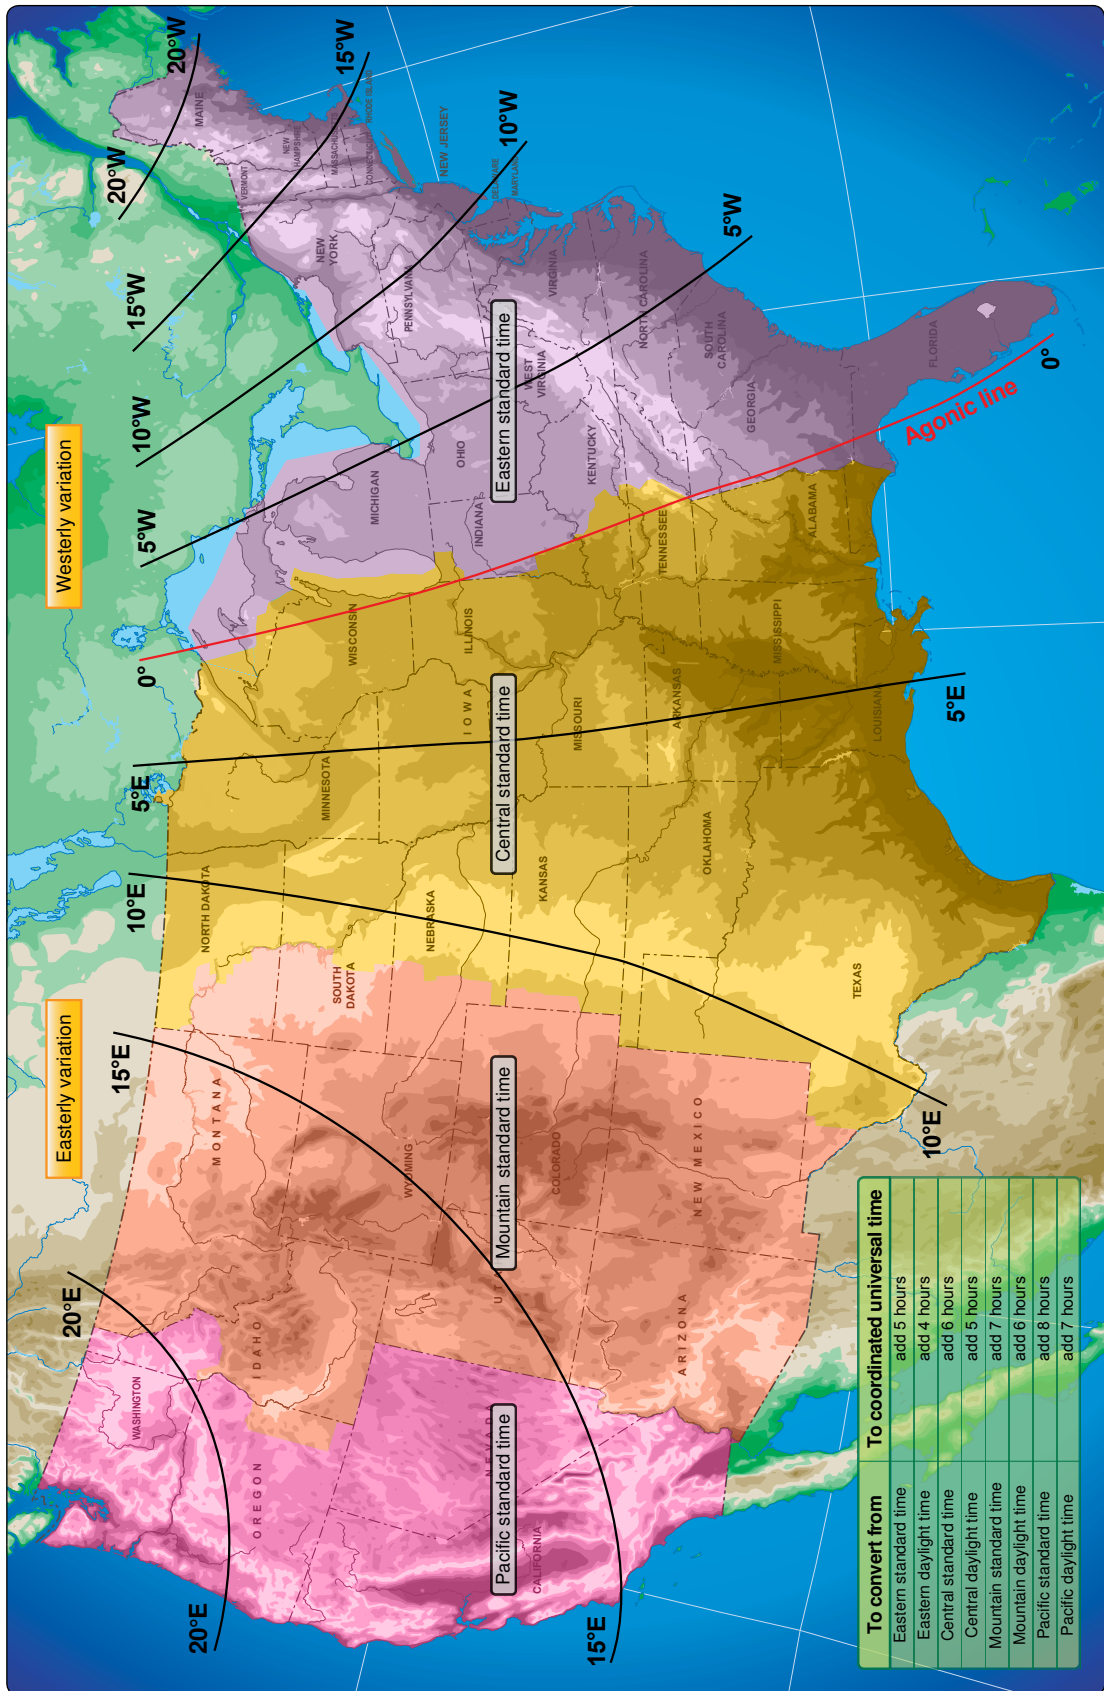 Easterly variation
Westerly variation
20°E
15°E
10°E
5°E
0°
5°W
10°W
15°W
20°W
20°W
15°W
10°W
5°W
0°
5°E
10°E
15°E
20°E
Agonic line
WASHINGTON
OREGON
CALIFORNIA
NEVAD
IDAHO
MONTANA
WYOMING
UT
COLORADO
ARIZONA
NEW MEXICO
NORTH DAKOTA
SOUTH
DAKOTA
NEBRASKA
KANSAS
OKLAHOMA
TEXAS
MINNESOTA
IOWA
MISSOURI
ARKANSAS
LOUISIANA
WISCONSIN
ILLINOIS
MISSISSIPPI
MICHIGAN
INDIANA
OHIO
KENTUCKY
TENNESSEE
ALABAMA
GEORGIA
FLORIDA
SOUTH
CAROLINA
NORTH CAROLINA
VIRGINIA
WEST
VIRGINIA
PENNSYLVANIA
NEW
YORK
VERMONT
NEW
HAMPSHIRE
MAINE
MASSACHUSETTS
RHODE ISLAND
CONNECTICUT
NEW JERSEY
DELAWARE
MARYLAND
Pacific standard time
Mountain standard time
Central standard time
Eastern standard time
To convert from To coordinated universal time
Eastern standard time add 5 hours
Eastern daylight time add 4 hours
Central standard time add 6 hours
Central daylight time add 5 hours
Mountain standard time add 7 hours
Mountain daylight time add 6 hours
Pacific standard time add 8 hours
Pacific daylight time add 7 hours